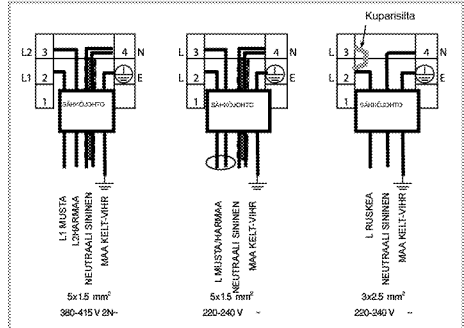 Kuparisilta
L2 3 4 N
L1 2 E
1
SÄHKÖJOHTO
L1 MUSTA
L2HARMAA
NEUTRAALI SININEN
MAA KELT-VIHR
5x1.5 mm²
380-415 V 2N~
L 3 4 N
L 2 E
1
SÄHKÖJOHTO
L MUSTA/HARMAA
NEUTRAALI SININEN
MAA KELT-VIHR
5x1.5 mm²
220-240 V ~
L 3 4 N
L 2 E
1
SÄHKÖJOHTO
L RUSKEA
NEUTRAALI SININEN
MAA KELT-VIHR
3x2.5 mm²
220-240 V ~